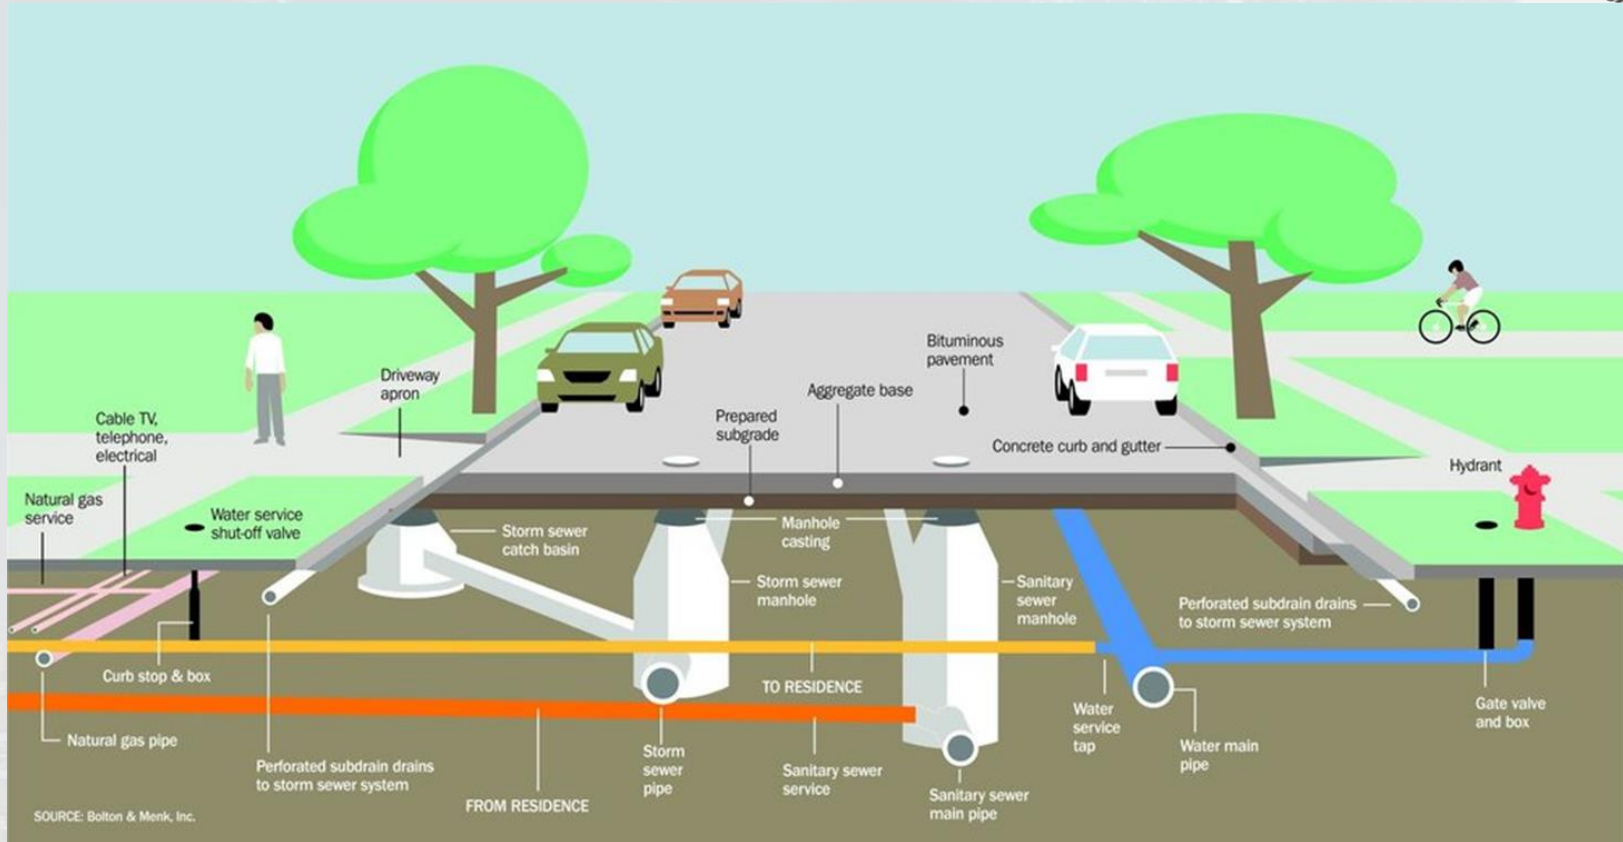 Bituminous
pavement
Driveway
apron
Aggregate base
Cable TV,
telephone,
electrical
Prepared
subgrade
Concrete curb and gutter
Hydrant
Natural gas
service
Water service
shut-off valve
Storm sewer
catch basin
Manhole
casting
Storm sewer
manhole
Sanitary
sewer
manhole
Perforated subdrain drains
to storm sewer system
Curb stop & box
TO RESIDENCE
Water
service
tap
Gate valve
and box
Natural gas pipe
Perforated subdrain drains
to storm sewer system
Storm
sewer
pipe
Sanitary sewer
service
Water main
pipe
FROM RESIDENCE
Sanitary sewer
main pipe
SOURCE: Bolton & Menk, Inc.